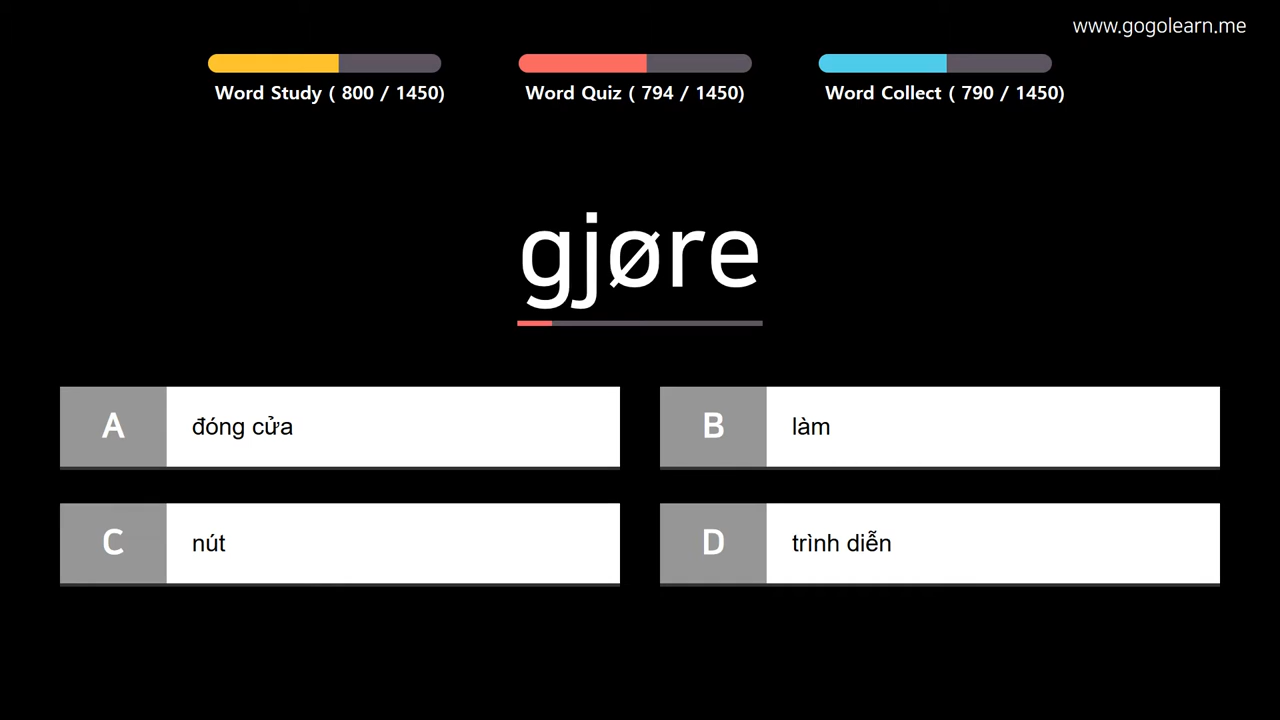 www.gogolearn.me
Word Study ( 800 / 1450)
Word Quiz ( 794 / 1450)
Word Collect ( 790 / 1450)
gjøre
A đóng cửa
B làm
C nút
D trình diễn